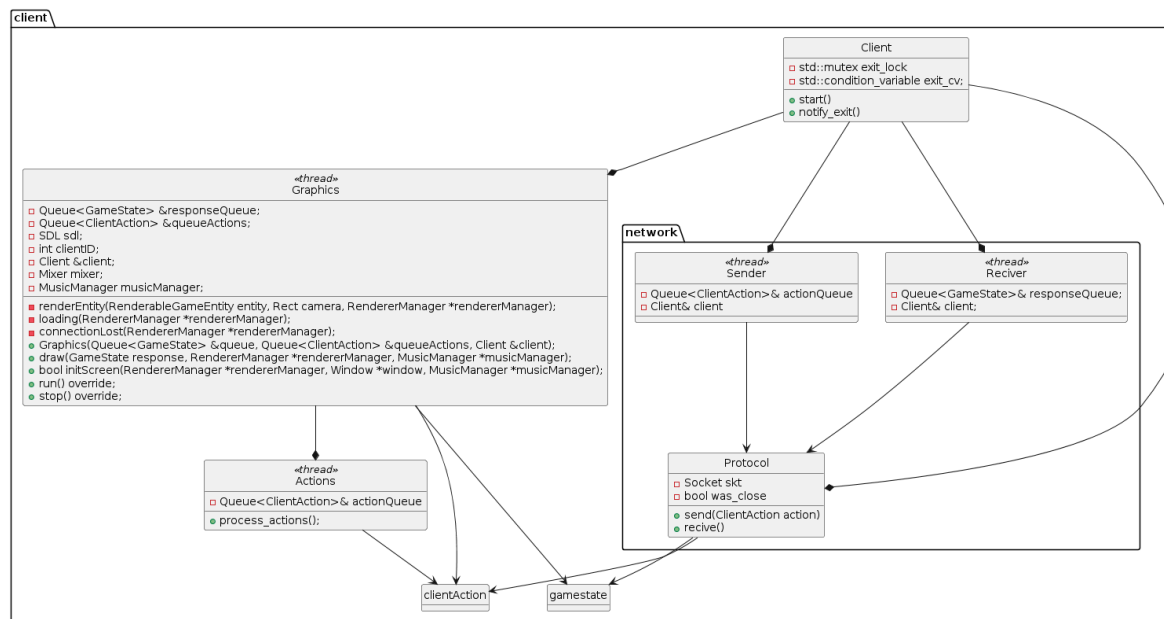 client
Client
std::mutex exit_lock
std::condition_variable exit_cv;
start()
notify_exit()
«thread»
Graphics
Queue<GameState> &responseQueue;
Queue<ClientAction> &queueActions;
SDL sdl;
int clientID;
Client &client;
Mixer mixer;
MusicManager musicManager;
renderEntity(RenderableGameEntity entity, Rect camera, RendererManager *rendererManager);
loading(RendererManager *rendererManager);
connectionLost(RendererManager *rendererManager);
Graphics(Queue<GameState> &queue, Queue<ClientAction> &queueActions, Client &client);
draw(GameState response, RendererManager *rendererManager, MusicManager *musicManager);
bool initScreen(RendererManager *rendererManager, Window *window, MusicManager *musicManager);
run() override;
stop() override;
network
«thread»
Sender
Queue<ClientAction>& actionQueue
Client& client
«thread»
Reciver
Queue<GameState>& responseQueue;
Client& client;
«thread»
Actions
Queue<ClientAction>& actionQueue
process_actions();
Protocol
Socket skt
bool was_close
send(ClientAction action)
recive()
clientAction
gamestate